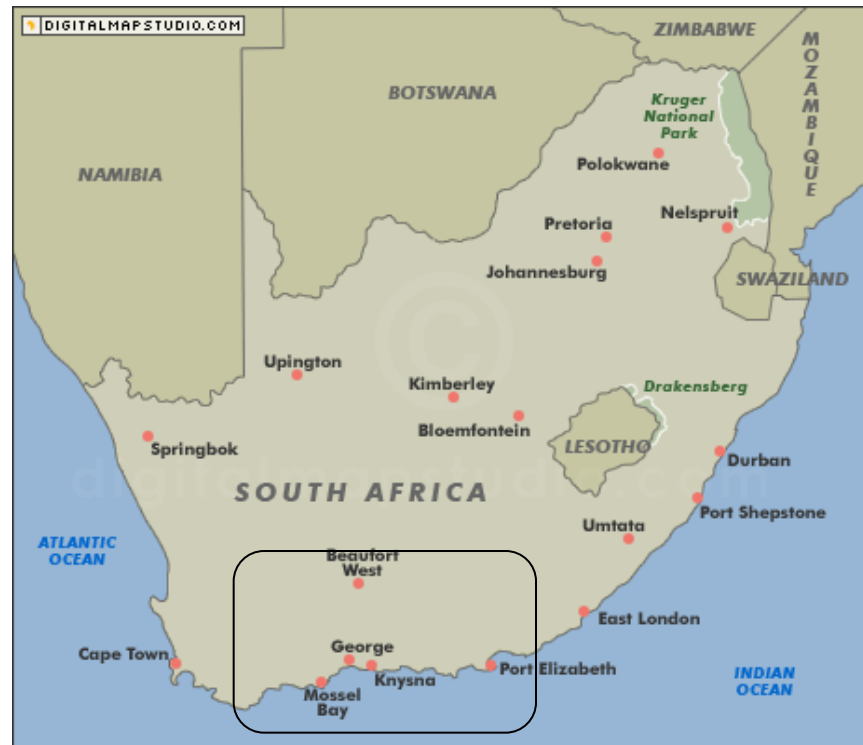 DIGITALMAPSTUDIO.COM
ZIMBABWE
MOZAMBIQUE
BOTSWANA
NAMIBIA
Kruger
National
Park
Polokwane
Nelspruit
Pretoria
Johannesburg
SWAZILAND
Upington
Kimberley
Drakensberg
Bloemfontein
LESOTHO
Springbok
Durban
©
digitalmapstudio.com
SOUTH AFRICA
Port Shepstone
Umtata
ATLANTIC
OCEAN
Beaufort
West
East London
George
Cape Town
Knysna
Port Elizabeth
Mossel
Bay
INDIAN
OCEAN